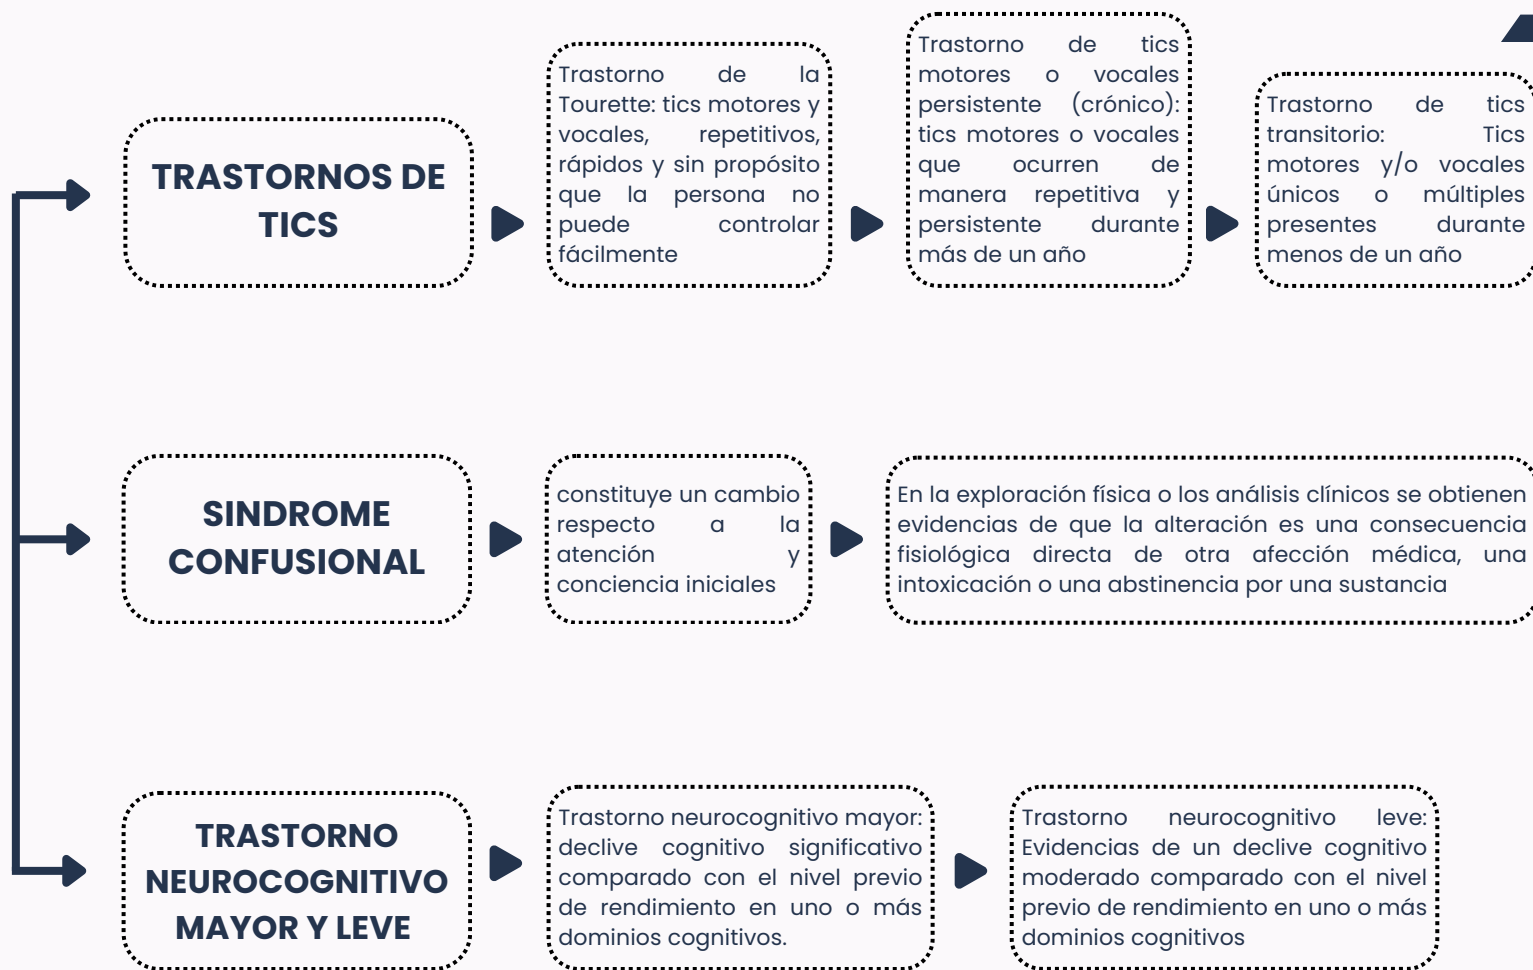 TRASTORNOS DE
TICS
Trastorno de la
Tourette: tics motores y
vocales, repetitivos,
rápidos y sin propósito
que la persona no
puede controlar
fácilmente
Trastorno de tics
motores o vocales
persistente (crónico):
tics motores o vocales
que ocurren de
manera repetitiva y
persistente durante
más de un año
Trastorno de tics
transitorio: Tics
motores y/o vocales
únicos o múltiples
presentes durante
menos de un año
SINDROME
CONFUSIONAL
constituye un cambio
respecto a la
atención y
conciencia iniciales
En la exploración física o los análisis clínicos se obtienen
evidencias de que la alteración es una consecuencia
fisiológica directa de otra afección médica, una
intoxicación o una abstinencia por una sustancia
TRASTORNO
NEUROCOGNITIVO
MAYOR Y LEVE
Trastorno neurocognitivo mayor:
declive cognitivo significativo
comparado con el nivel previo
de rendimiento en uno o más
dominios cognitivos.
Trastorno neurocognitivo leve:
Evidencias de un declive cognitivo
moderado comparado con el nivel
previo de rendimiento en uno o más
dominios cognitivos